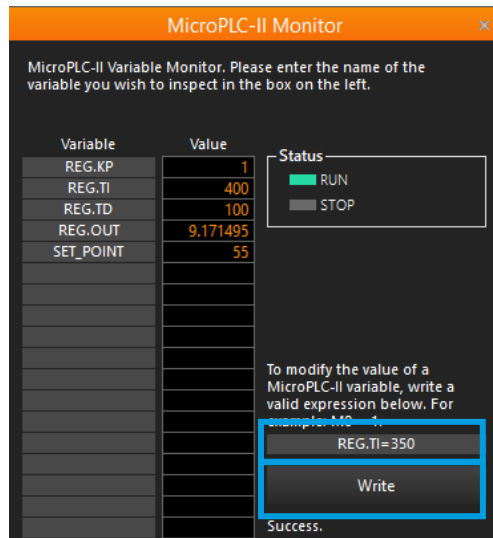 MicroPLC-II Monitor ×
MicroPLC-II Variable Monitor. Please enter the name of the
variable you wish to inspect in the box on the left.
Variable Value
REG.KP 1
REG.TI 400
REG.TD 100
REG.OUT 9.171495
SET_POINT 55
Status
RUN
STOP
To modify the value of a
MicroPLC-II variable, write a
valid expression below. For
REG.TI=350
Write
Success.